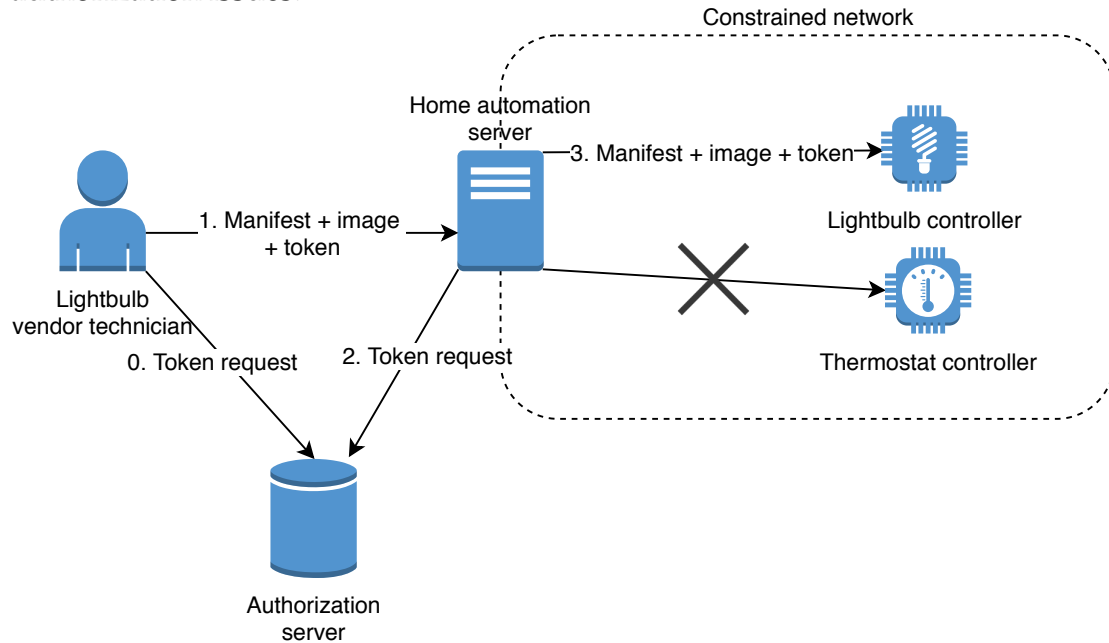 Constrained network
Home automation
server
3. Manifest + image + token
1. Manifest + image
+ token
Lightbulb controller
Lightbulb
vendor technician
0. Token request
2. Token request
Thermostat controller
Authorization
server